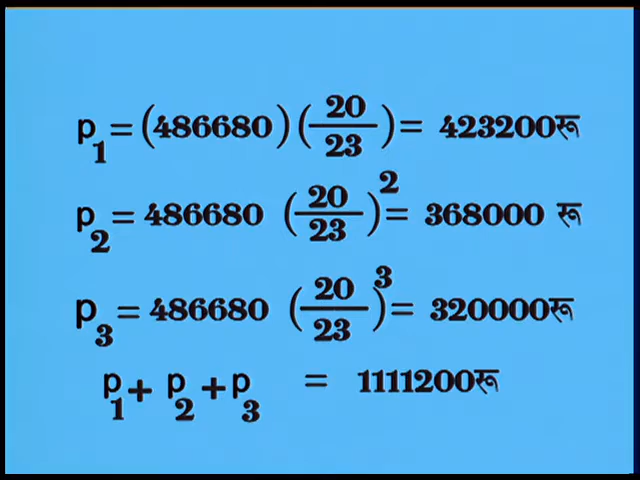 p₁ = (486680) (20/23) = 423200रू
p₂ = 486680 (20/23)² = 368000 रू
p₃ = 486680 (20/23)³ = 320000रू
p₁ + p₂ + p₃ = 1111200रू